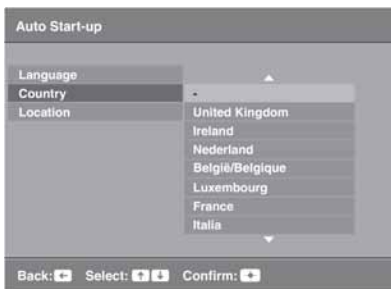 Auto Start-up
Language
Country
-
Location
United Kingdom
Ireland
Nederland
België/Belgique
Luxembourg
France
Italia
Back: Select: Confirm: